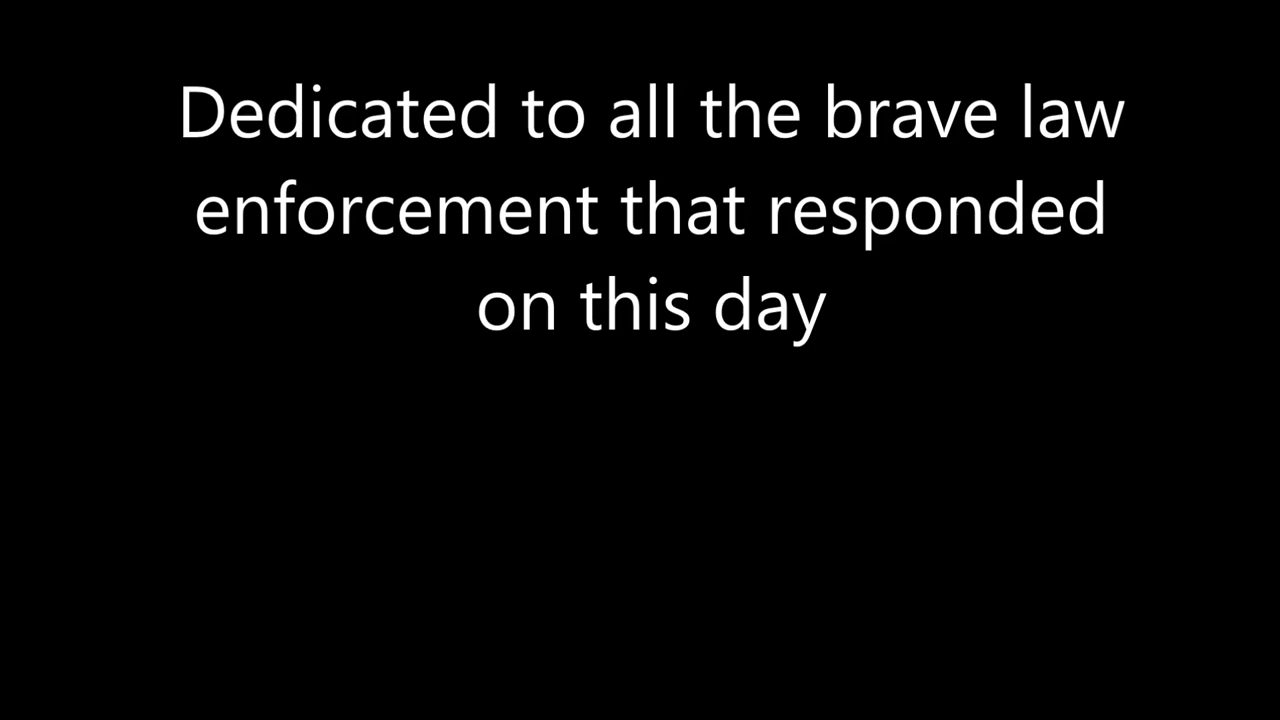 Dedicated to all the brave law
enforcement that responded
on this day